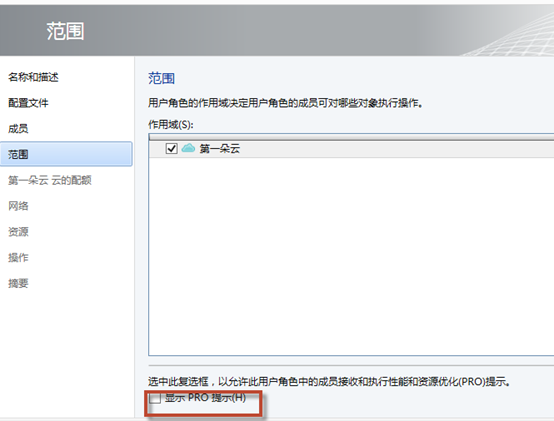 范围
名称和描述
配置文件
成员
范围
第一朵云 云的配额
网络
资源
操作
摘要
范围
用户角色的作用域决定用户角色的成员可对哪些对象执行操作。
作用域(S):
第一朵云
选中此复选框，以允许此用户角色中的成员接收和执行性能和资源优化(PRO)提示。
显示 PRO 提示(H)